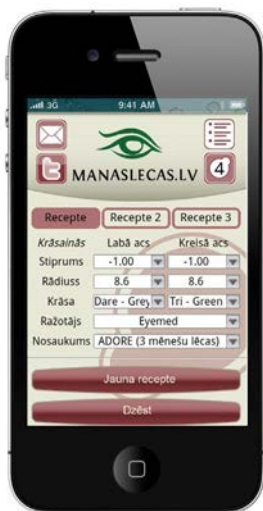 3G 9:41 AM
MANASLECAS.LV
4
Recepte Recepte 2 Recepte 3
Krāsainās Labā acs Kreisā acs
Stiprums -1.00 -1.00
Rādiuss 8.6 8.6
Krāsa Dare - Grey Tri - Green
Ražotājs Eyemed
Nosaukums ADORE (3 mēnešu lēcas)
Jauna recepte
Dzēst